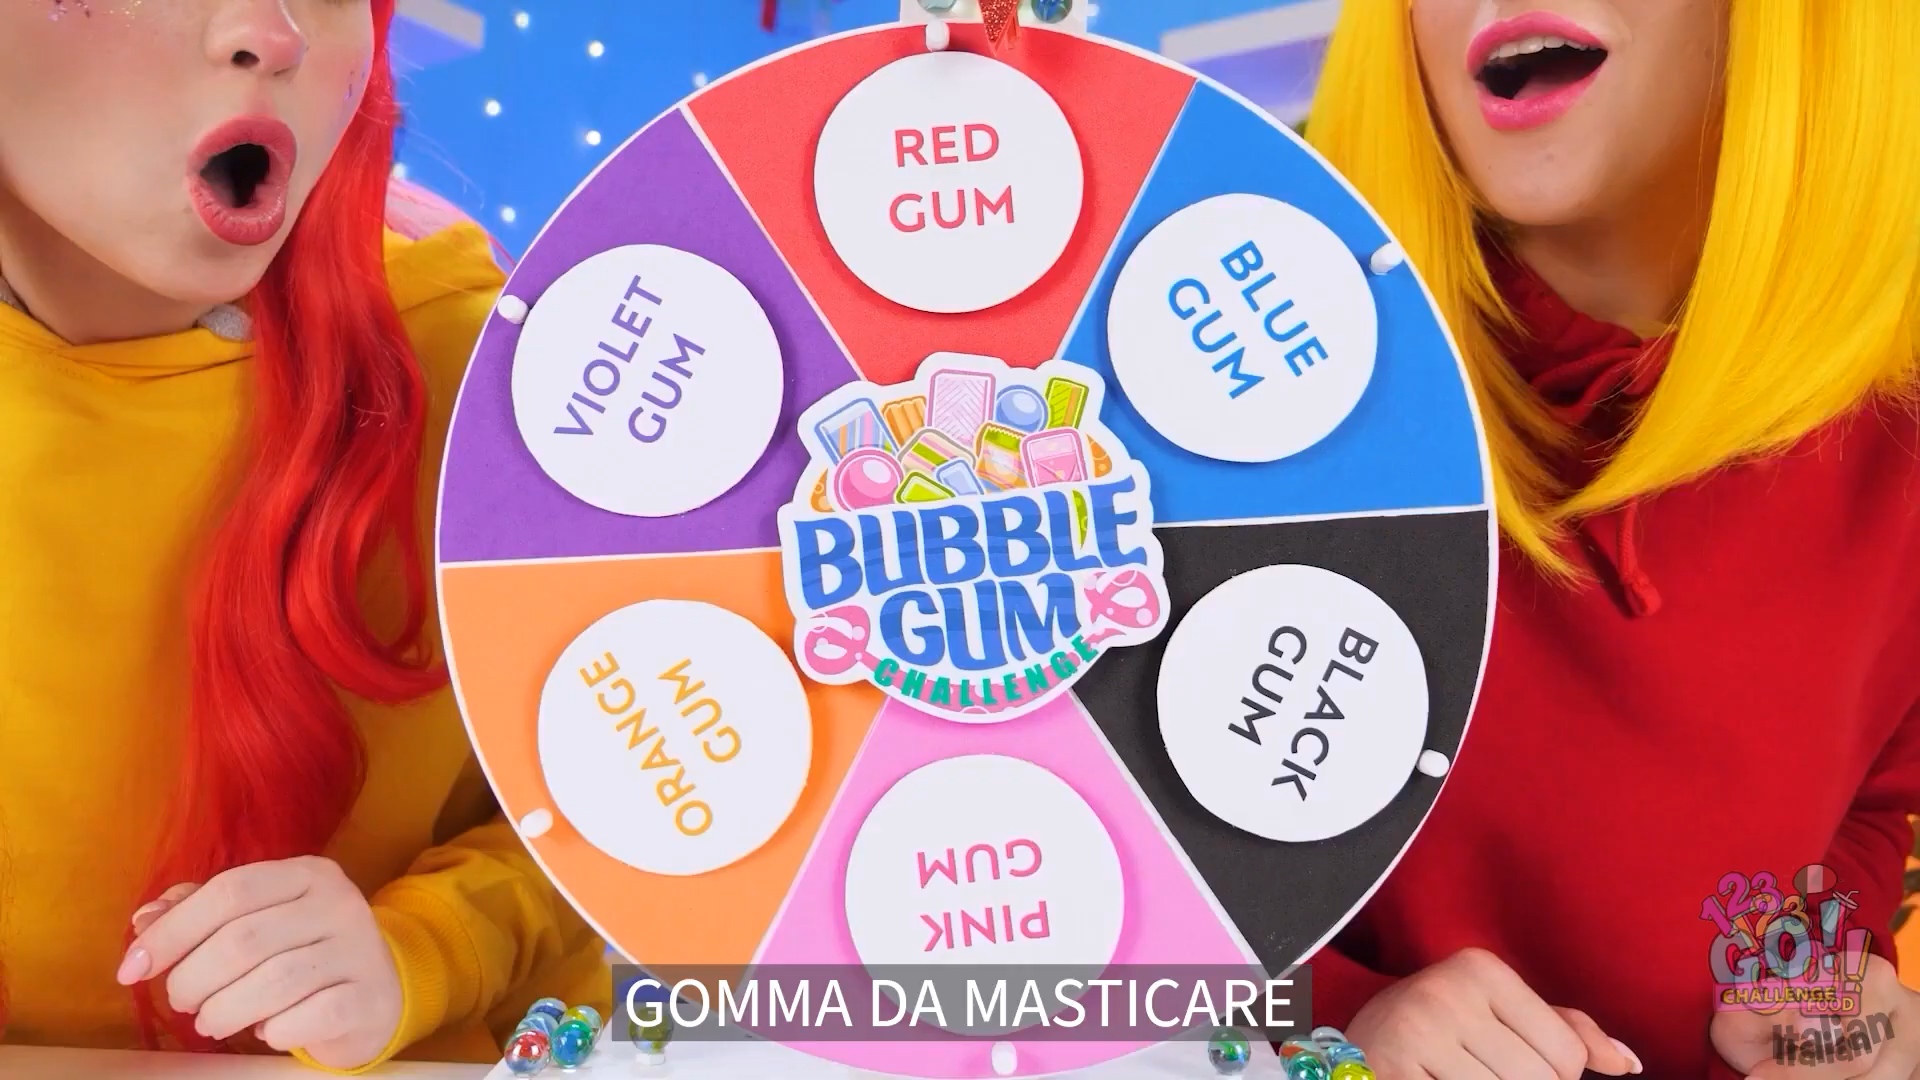 RED
GUM
BLUE
GUM
VIOLET
GUM
BUBBLE
GUM
CHALLENGE
ORANGE
GUM
BLACK
GUM
PINK
GUM
GOMMA DA MASTICARE
123
GO!
CHALLENGE
FOOD
Italian